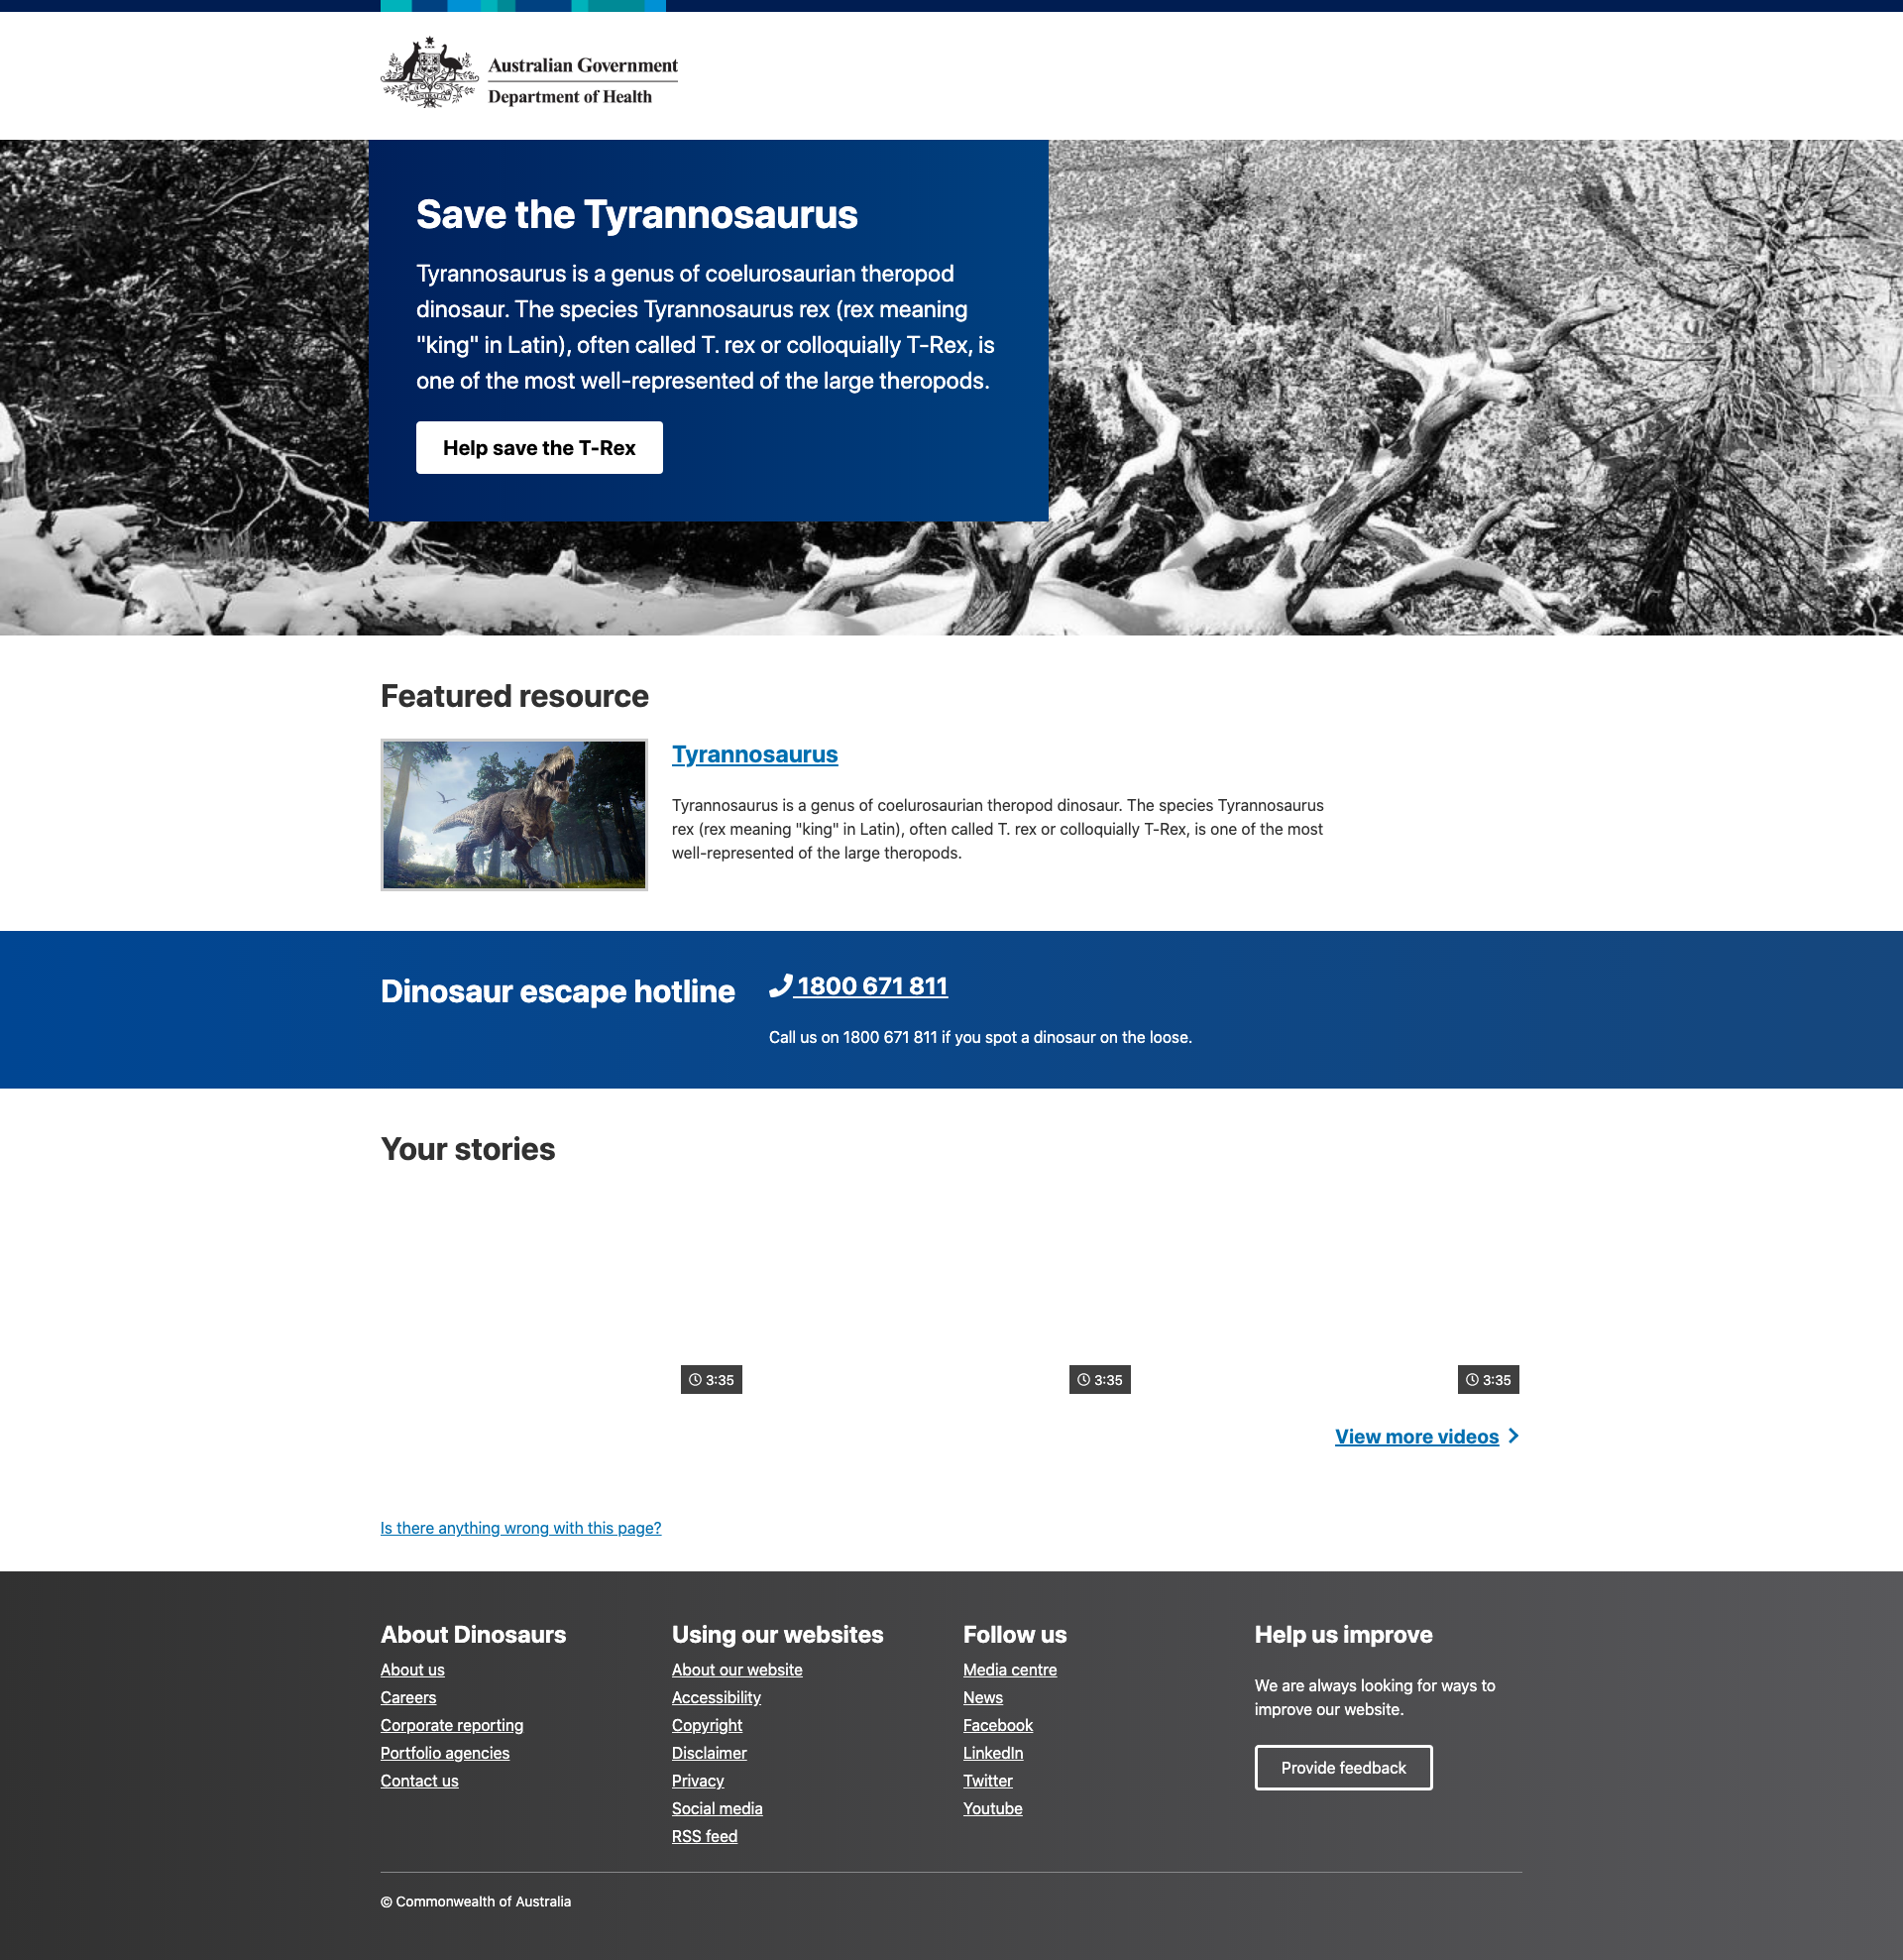 Australian Government
Department of Health
Save the Tyrannosaurus
Tyrannosaurus is a genus of coelurosaurian theropod
dinosaur. The species Tyrannosaurus rex (rex meaning
"king" in Latin), often called T. rex or colloquially T-Rex, is
one of the most well-represented of the large theropods.
Help save the T-Rex
Featured resource
Tyrannosaurus
Tyrannosaurus is a genus of coelurosaurian theropod dinosaur. The species Tyrannosaurus
rex (rex meaning "king" in Latin), often called T. rex or colloquially T-Rex, is one of the most
well-represented of the large theropods.
Dinosaur escape hotline
1800 671 811
Call us on 1800 671 811 if you spot a dinosaur on the loose.
Your stories
3:35
3:35
3:35
View more videos
Is there anything wrong with this page?
About Dinosaurs
About us
Careers
Corporate reporting
Portfolio agencies
Contact us
Using our websites
About our website
Accessibility
Copyright
Disclaimer
Privacy
Social media
RSS feed
Follow us
Media centre
News
Facebook
LinkedIn
Twitter
Youtube
Help us improve
We are always looking for ways to
improve our website.
Provide feedback
© Commonwealth of Australia